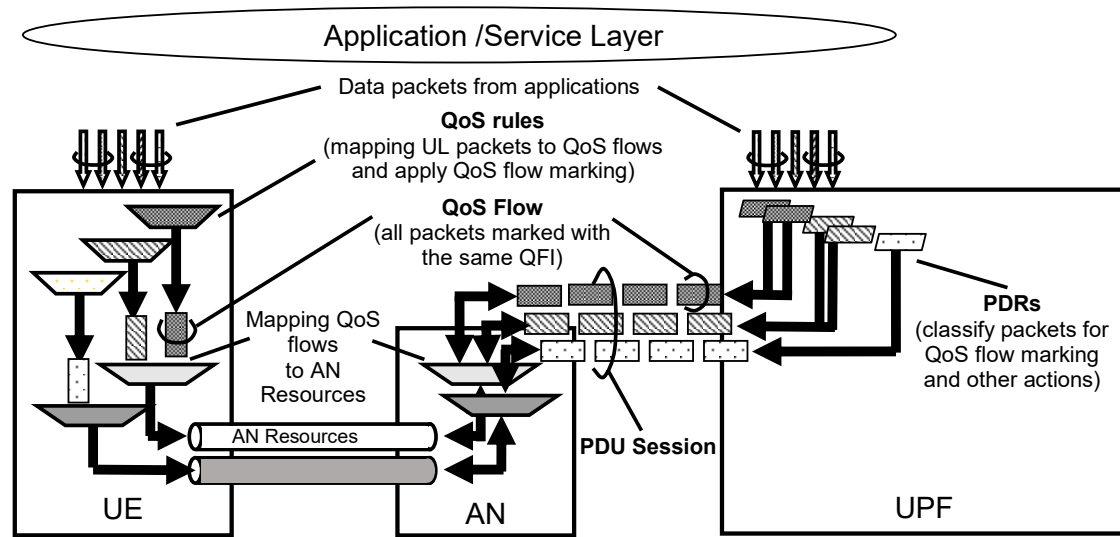 Application /Service Layer
Data packets from applications
QoS rules
(mapping UL packets to QoS flows
and apply QoS flow marking)
QoS Flow
(all packets marked with
the same QFI)
Mapping QoS
flows
to AN
Resources
PDRs
(classify packets for
QoS flow marking
and other actions)
AN Resources
PDU Session
UE
AN
UPF